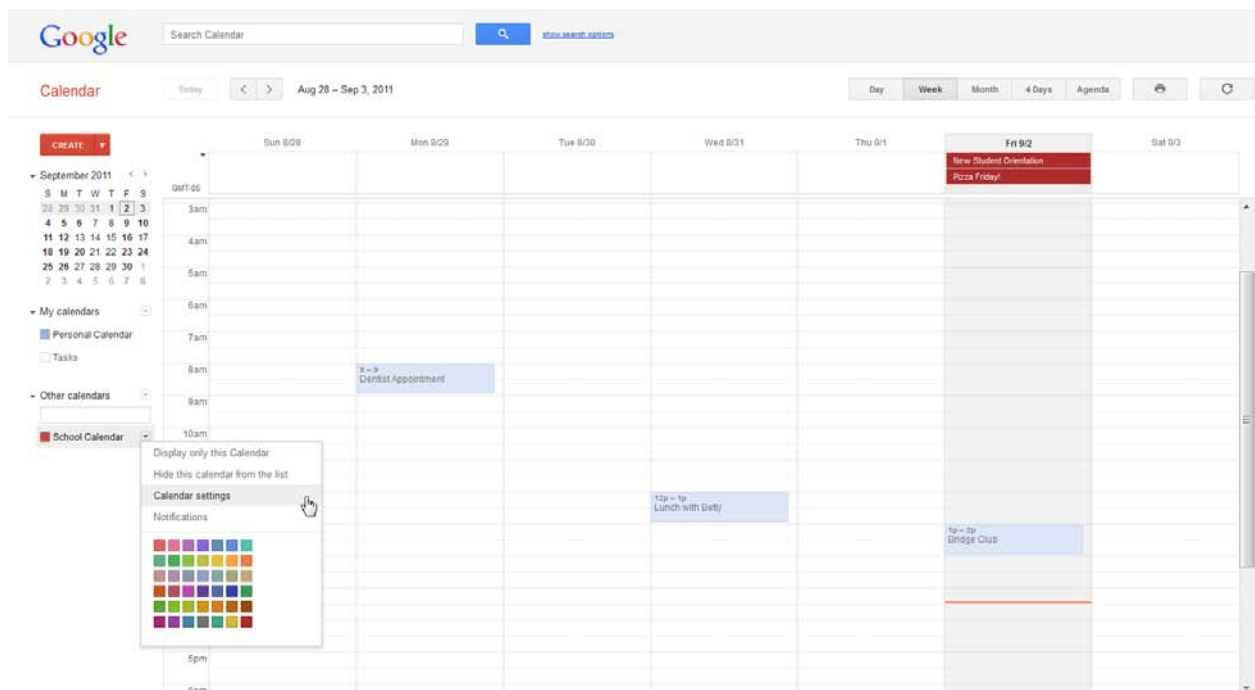 Google
Search Calendar
show search options
Calendar
Today
< >
Aug 28 – Sep 3, 2011
Day Week Month 4 Days Agenda
CREATE
Sun 8/28 Mon 8/29 Tue 8/30 Wed 8/31 Thu 9/1 Fri 9/2 Sat 9/3
New Student Orientation
Pizza Friday!
GMT-05
September 2011 < >
S M T W T F S
28 29 30 31 1 2 3
4 5 6 7 8 9 10
11 12 13 14 15 16 17
18 19 20 21 22 23 24
25 26 27 28 29 30 1
2 3 4 5 6 7 8
My calendars
Personal Calendar
Tasks
Other calendars
School Calendar
Display only this Calendar
Hide this calendar from the list
Calendar settings
Notifications
3am
4am
5am
6am
7am
8am
9am
10am
5pm
8 – 9
Dentist Appointment
12p – 1p
Lunch with Betty
1p – 2p
Bridge Club